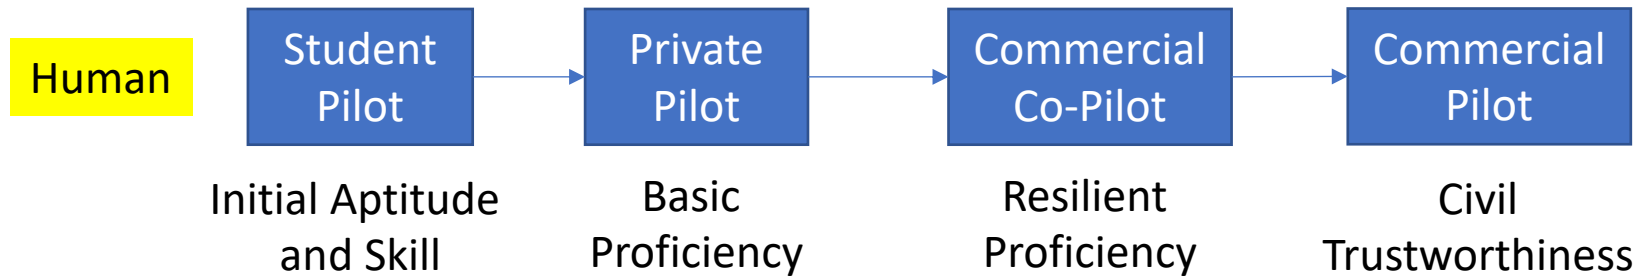 Human
Student
Pilot
Private
Pilot
Commercial
Co-Pilot
Commercial
Pilot
Initial Aptitude
and Skill
Basic
Proficiency
Resilient
Proficiency
Civil
Trustworthiness